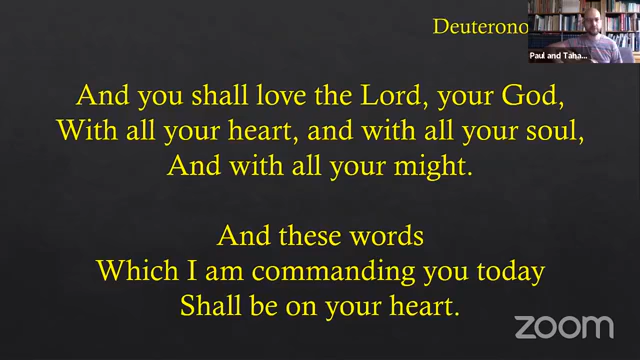 Deuterono
Paul and Taha...
And you shall love the Lord, your God,
With all your heart, and with all your soul,
And with all your might.
And these words
Which I am commanding you today
Shall be on your heart.
zoom